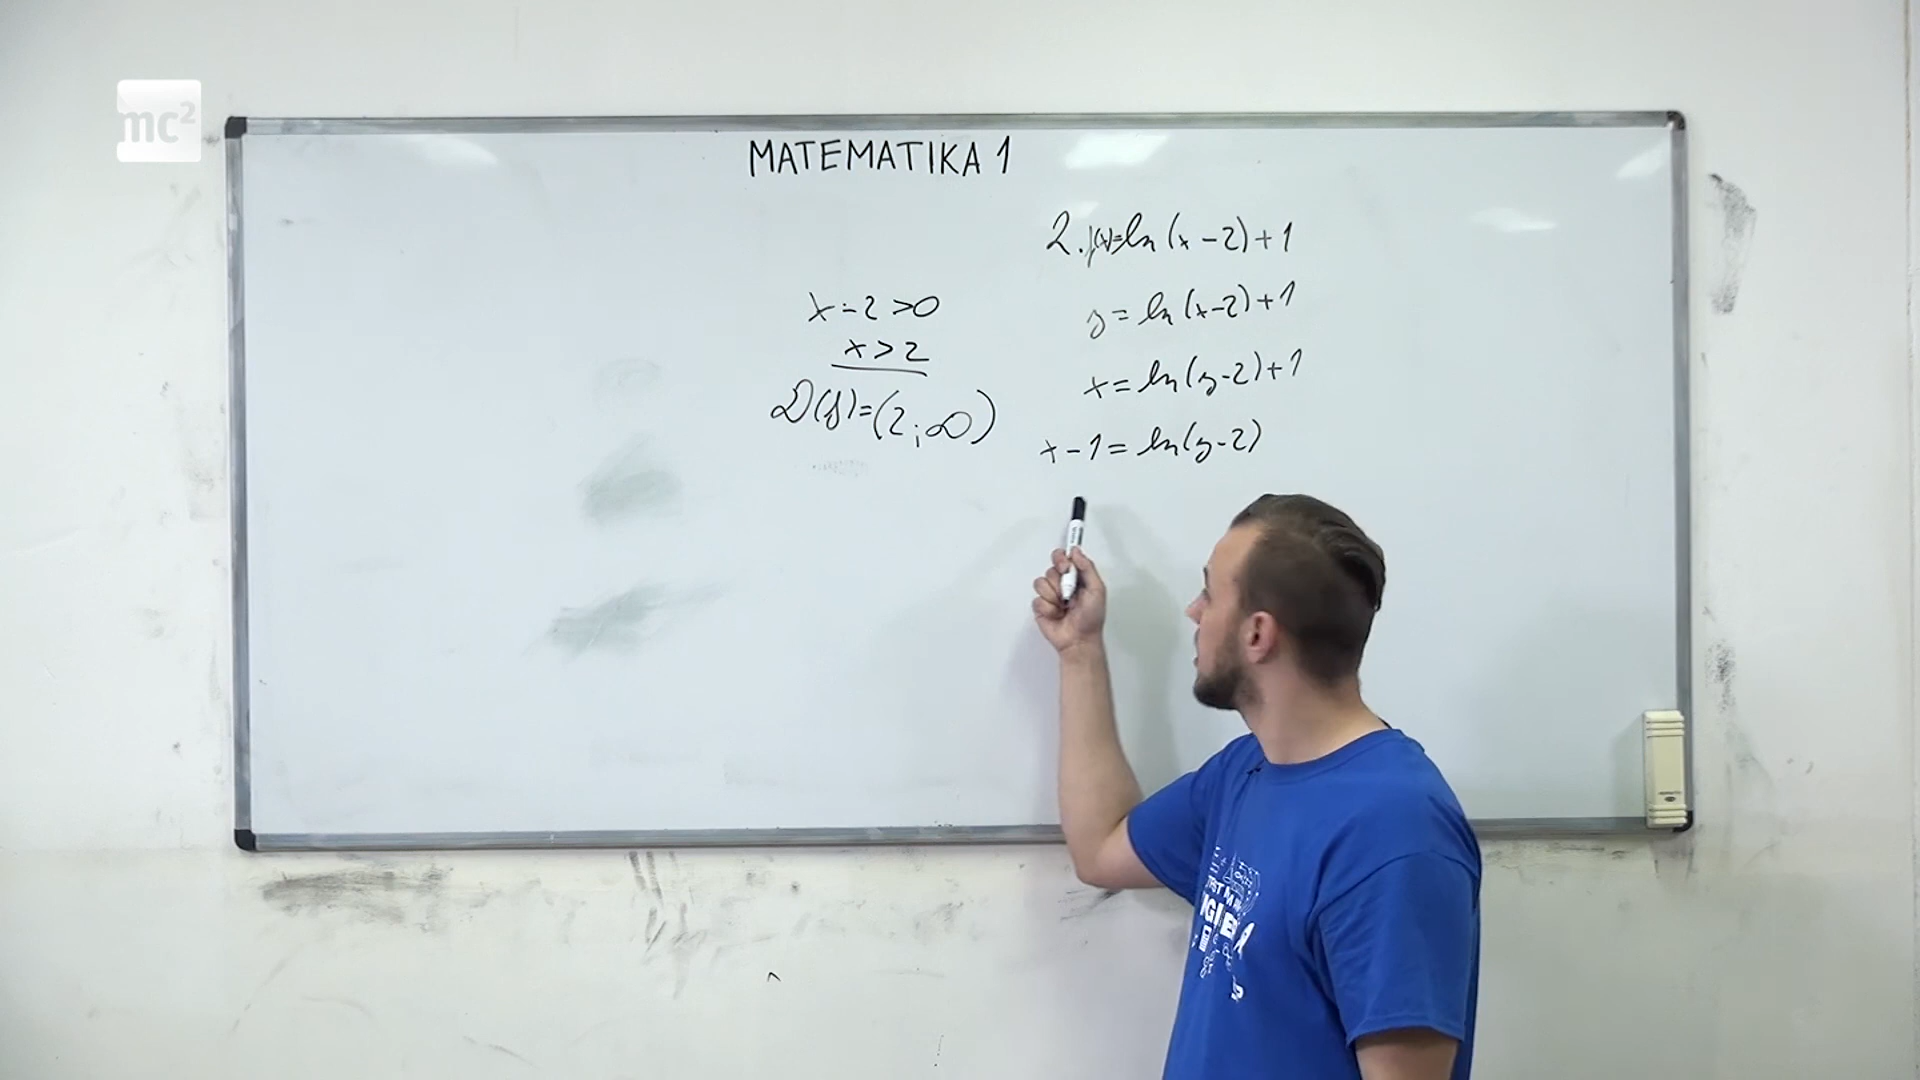 mc²
MATEMATIKA 1
x - 2 > 0
x > 2
D(f) = (2; ∞)
2. f(x) = ln (x - 2) + 1
y = ln (x-2) + 1
x = ln(y-2) + 1
x - 1 = ln(y-2)